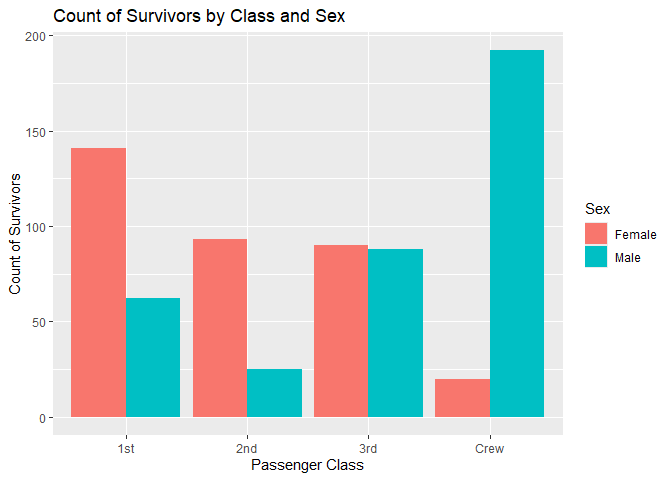 Count of Survivors by Class and Sex
200
150
100
50
0
Count of Survivors
1st 2nd 3rd Crew
Passenger Class
Sex
Female
Male